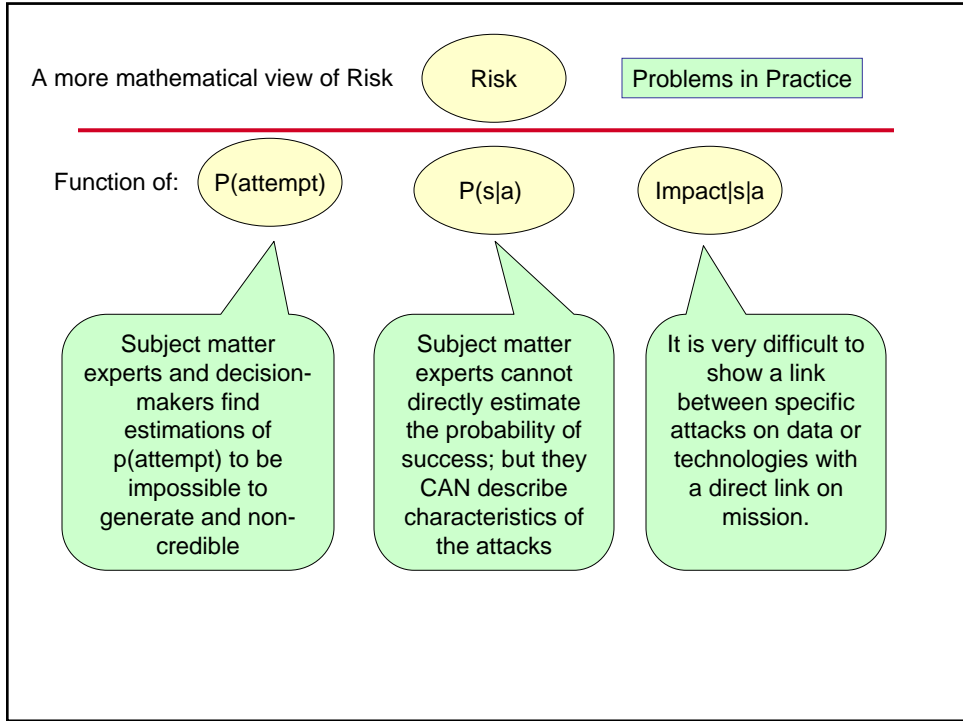 A more mathematical view of Risk
Risk
Problems in Practice
Function of:
P(attempt)
P(s|a)
Impact|s|a
Subject matter
experts and decision-
makers find
estimations of
p(attempt) to be
impossible to
generate and non-
credible
Subject matter
experts cannot
directly estimate
the probability of
success; but they
CAN describe
characteristics of
the attacks
It is very difficult to
show a link
between specific
attacks on data or
technologies with
a direct link on
mission.